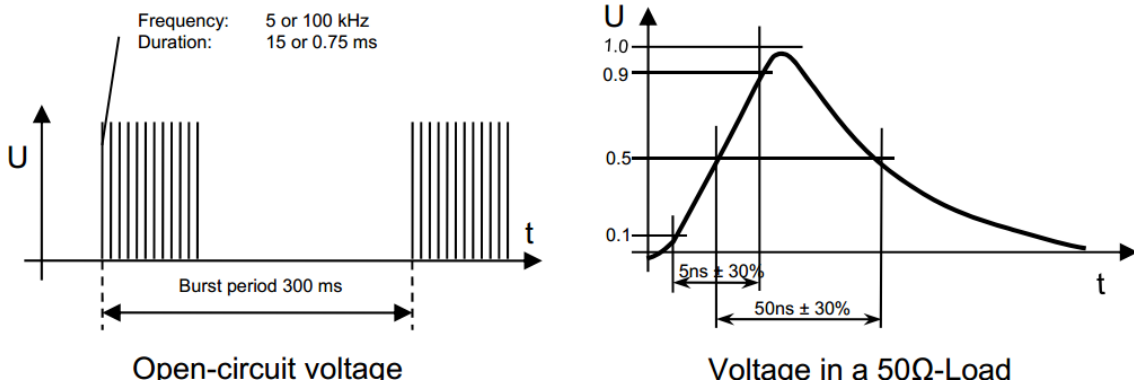 Frequency: 5 or 100 kHz
Duration: 15 or 0.75 ms
U
t
Burst period 300 ms
Open-circuit voltage
U
1.0
0.9
0.5
0.1
5ns ± 30%
50ns ± 30%
t
Voltage in a 50Ω-Load